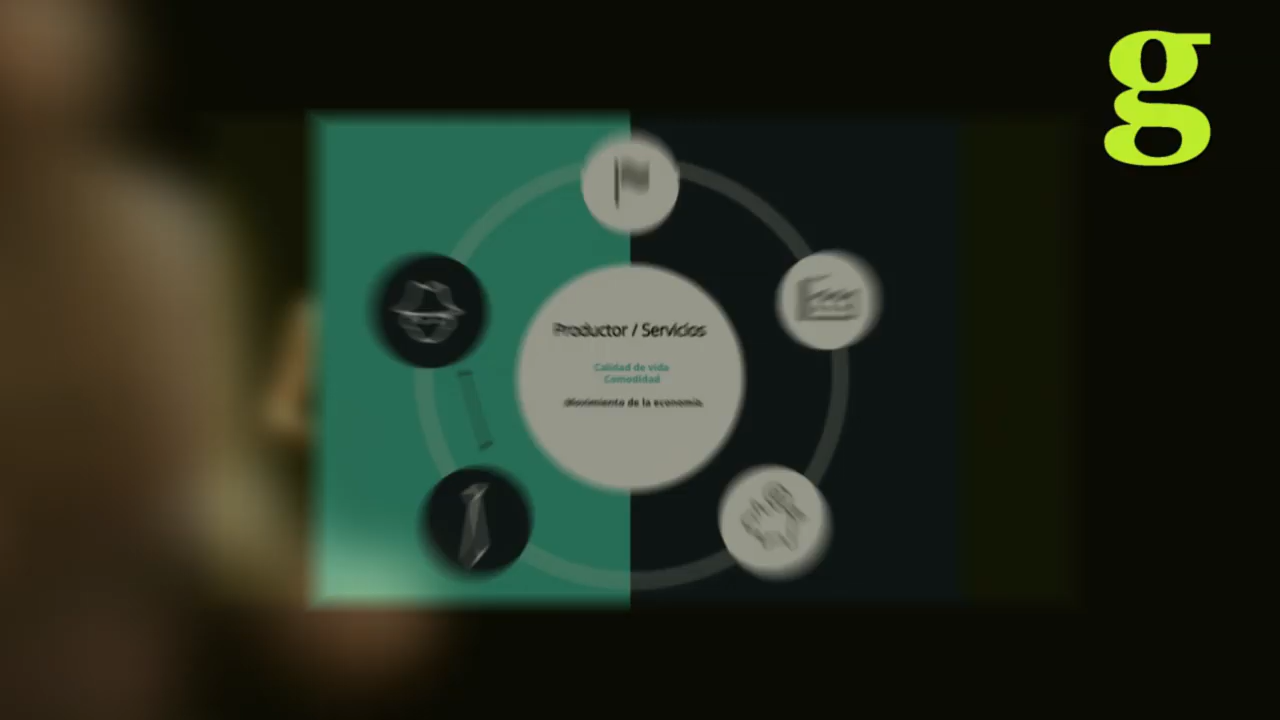 g
Productor / Servicios
Calidad de vida
Comodidad
de la economía.